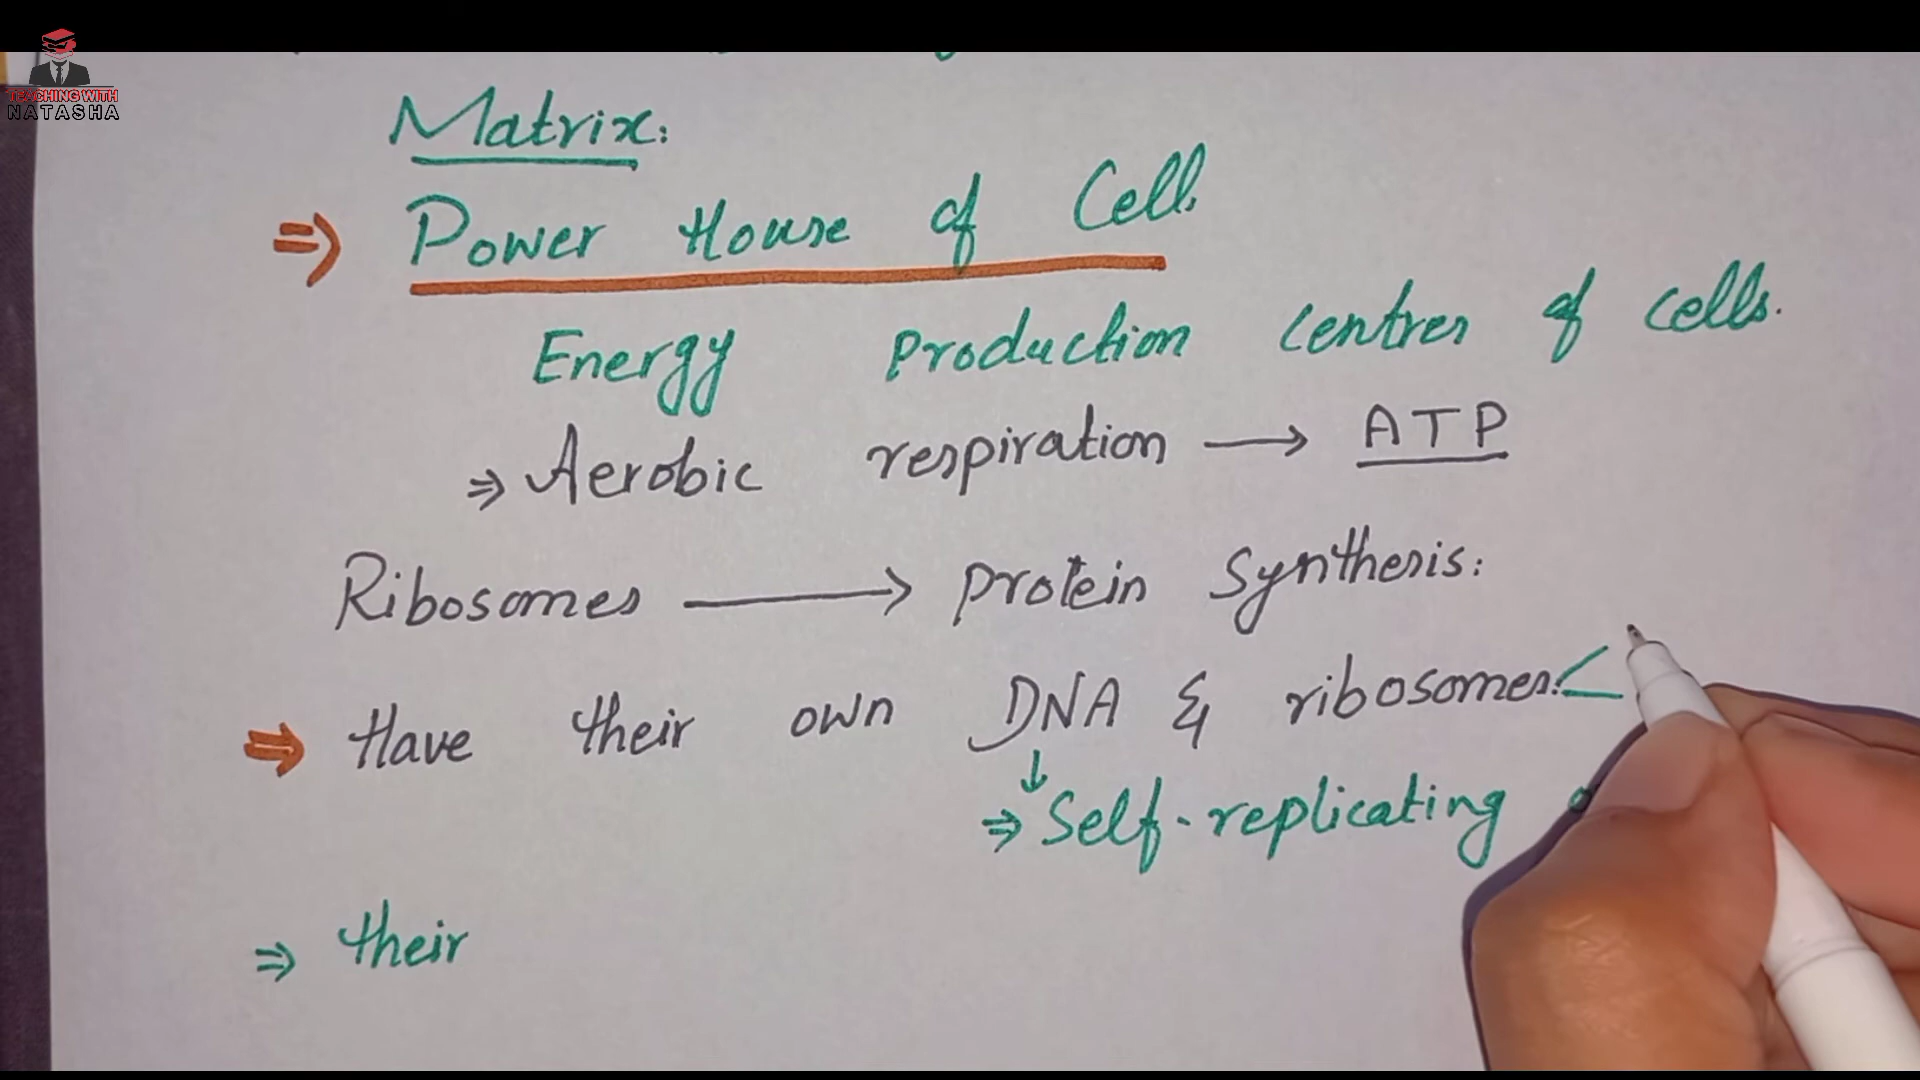 TEACHING WITH
NATASHA
Matrix:
⇒ Power House of Cell.
Energy Production centres of cells.
⇒ Aerobic respiration → ATP
Ribosomes → Protein Synthesis:
⇒ Have their own DNA & ribosomes:
↓
⇒ Self-replicating
⇒ their